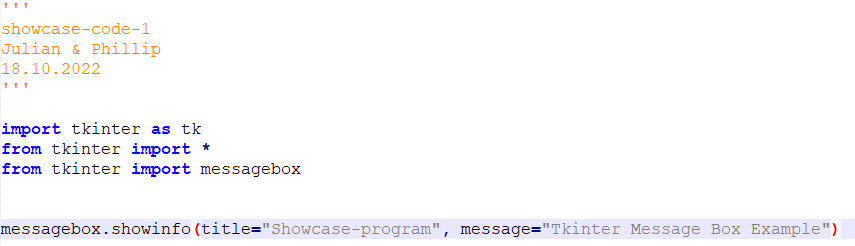 '''
showcase-code-1
Julian & Phillip
18.10.2022
'''
import tkinter as tk
from tkinter import *
from tkinter import messagebox
messagebox.showinfo(title="Showcase-program", message="Tkinter Message Box Example")